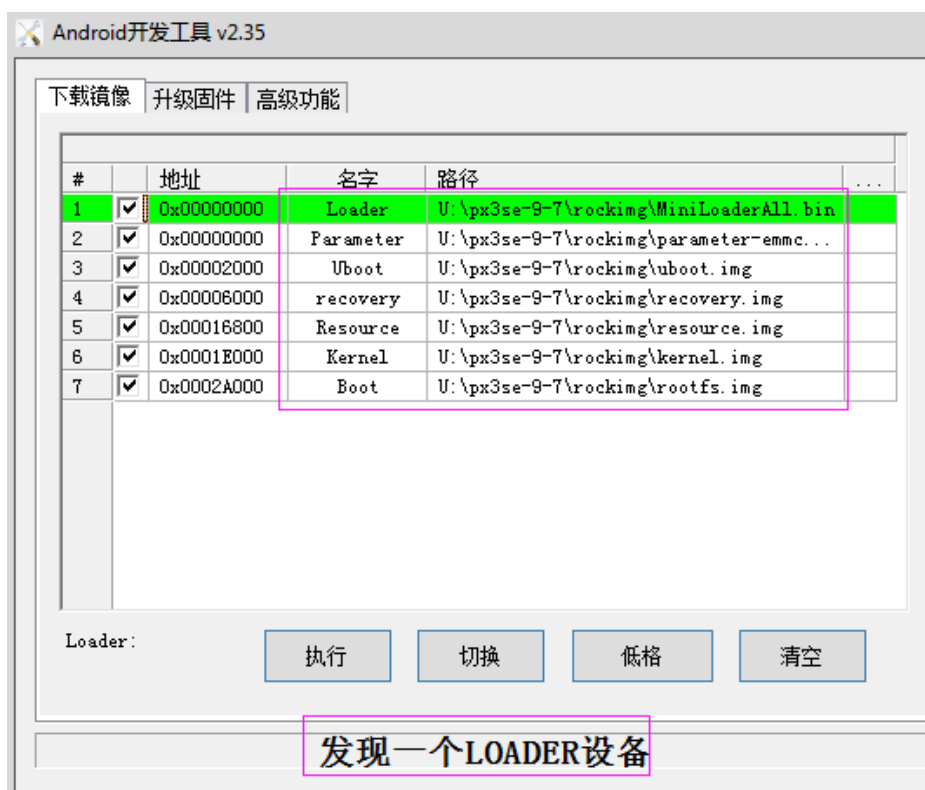 Android开发工具 v2.35
下载镜像 升级固件 高级功能
# 地址 名字 路径 ...
1 0x00000000 Loader U:\px3se-9-7\rockimg\MiniLoaderAll.bin
2 0x00000000 Parameter U:\px3se-9-7\rockimg\parameter-emmc...
3 0x00002000 Uboot U:\px3se-9-7\rockimg\uboot.img
4 0x00006000 recovery U:\px3se-9-7\rockimg\recovery.img
5 0x00016800 Resource U:\px3se-9-7\rockimg\resource.img
6 0x0001E000 Kernel U:\px3se-9-7\rockimg\kernel.img
7 0x0002A000 Boot U:\px3se-9-7\rockimg\rootfs.img
Loader: 执行 切换 低格 清空
发现一个LOADER设备